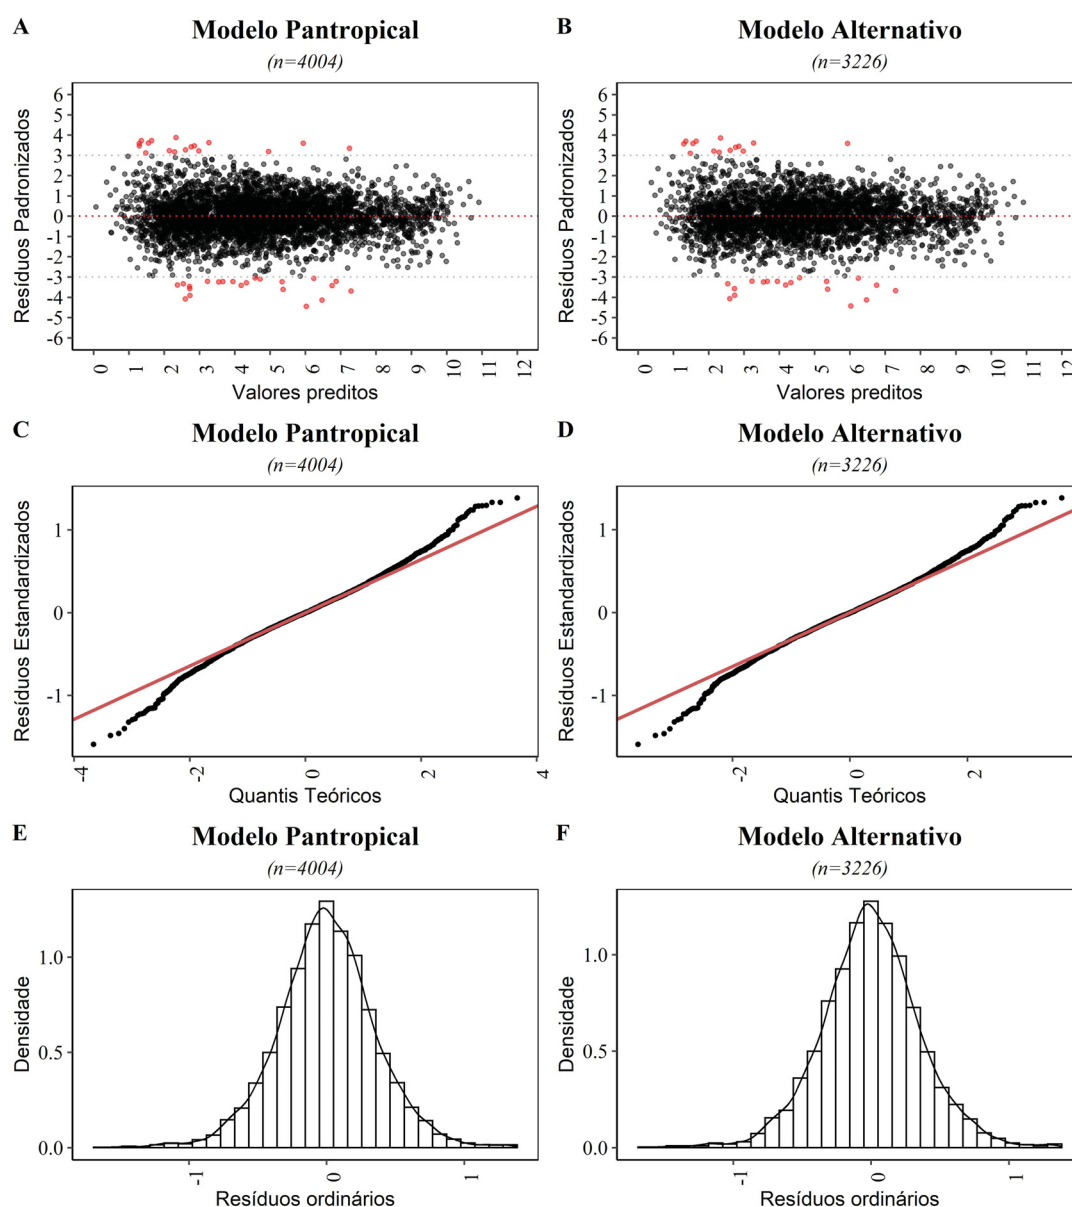 A
Modelo Pantropical
(n=4004)
Resíduos Padronizados
6
5
4
3
2
1
0
-1
-2
-3
-4
-5
-6
0 1 2 3 4 5 6 7 8 9 10 11 12
Valores preditos
B
Modelo Alternativo
(n=3226)
Resíduos Padronizados
6
5
4
3
2
1
0
-1
-2
-3
-4
-5
-6
0 1 2 3 4 5 6 7 8 9 10 11 12
Valores preditos
C
Modelo Pantropical
(n=4004)
Resíduos Estandardizados
1
0
-1
-4 -2 0 2 4
Quantis Teóricos
D
Modelo Alternativo
(n=3226)
Resíduos Estandardizados
1
0
-1
-2 0 2
Quantis Teóricos
E
Modelo Pantropical
(n=4004)
Densidade
1.0
0.5
0.0
-1 0 1
Resíduos ordinários
F
Modelo Alternativo
(n=3226)
Densidade
1.0
0.5
0.0
-1 0 1
Resíduos ordinários